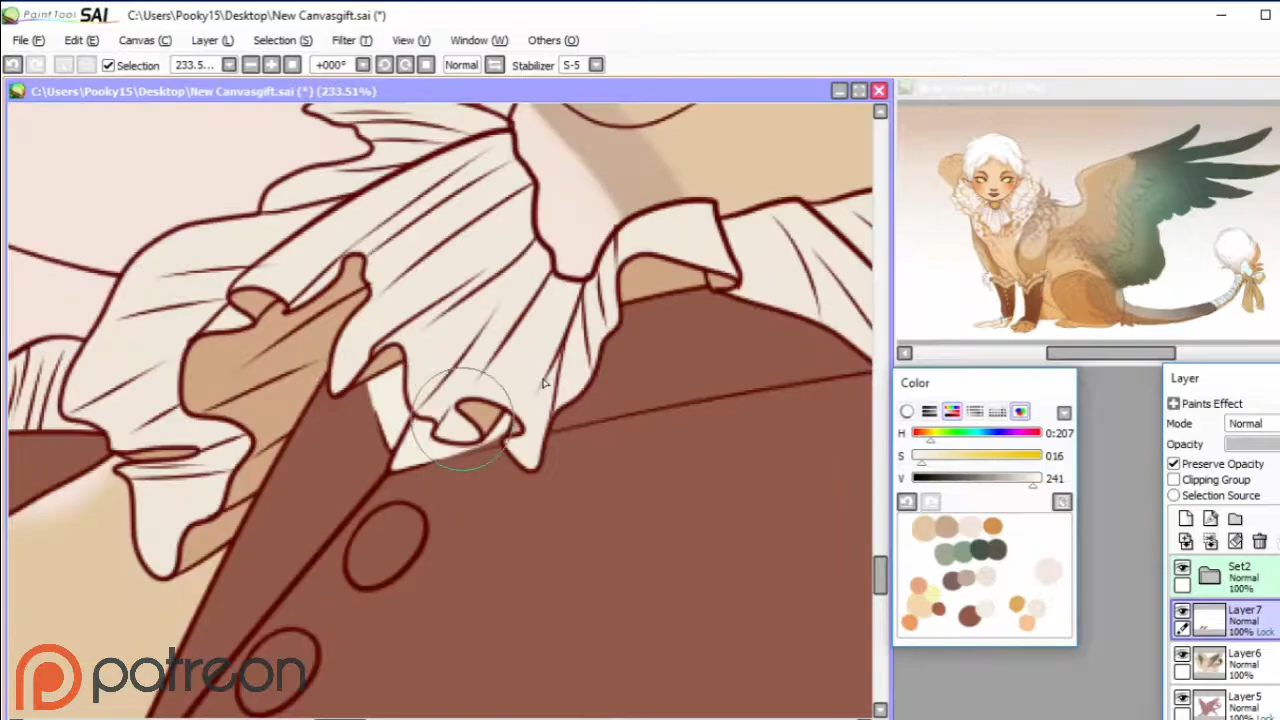 PaintTool SAI C:\Users\Pooky15\Desktop\New Canvasgift.sai (*)
File (F) Edit (E) Canvas (C) Layer (L) Selection (S) Filter (T) View (V) Window (W) Others (O)
Selection 233.5... +000° Normal Stabilizer S-5
C:\Users\Pooky15\Desktop\New Canvasgift.sai (*) (233.51%)
Color
H 0:207
S 016
V 241
Layer
Paints Effect
Mode Normal
Opacity
Preserve Opacity
Clipping Group
Selection Source
Set2
Normal
100%
Layer7
Normal
100% Lock
Layer6
Normal
100%
Layer5
Normal
patreon